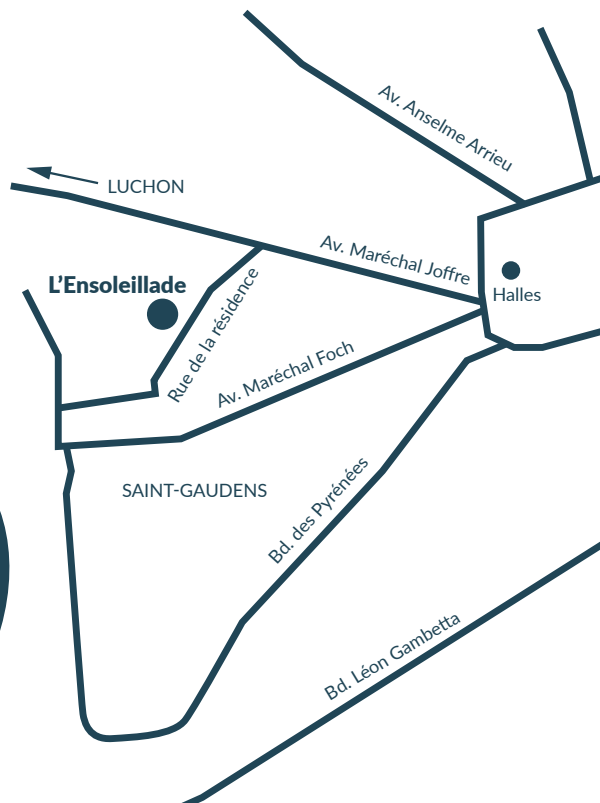 Av. Anselme Arrieu
LUCHON
Av. Maréchal Joffre
L'Ensoleillade
Halles
Rue de la résidence
Av. Maréchal Foch
SAINT-GAUDENS
Bd. des Pyrénées
Bd. Léon Gambetta